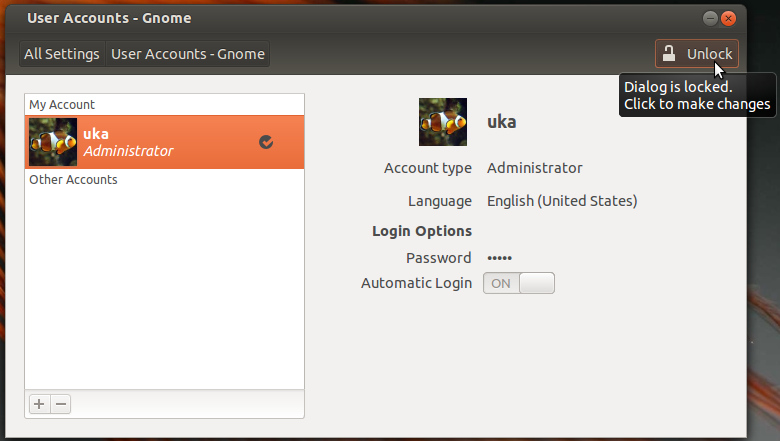 User Accounts - Gnome
All Settings
User Accounts - Gnome
Unlock
Dialog is locked.
Click to make changes
My Account
uka
Administrator
Other Accounts
uka
Account type Administrator
Language English (United States)
Login Options
Password •••••
Automatic Login ON